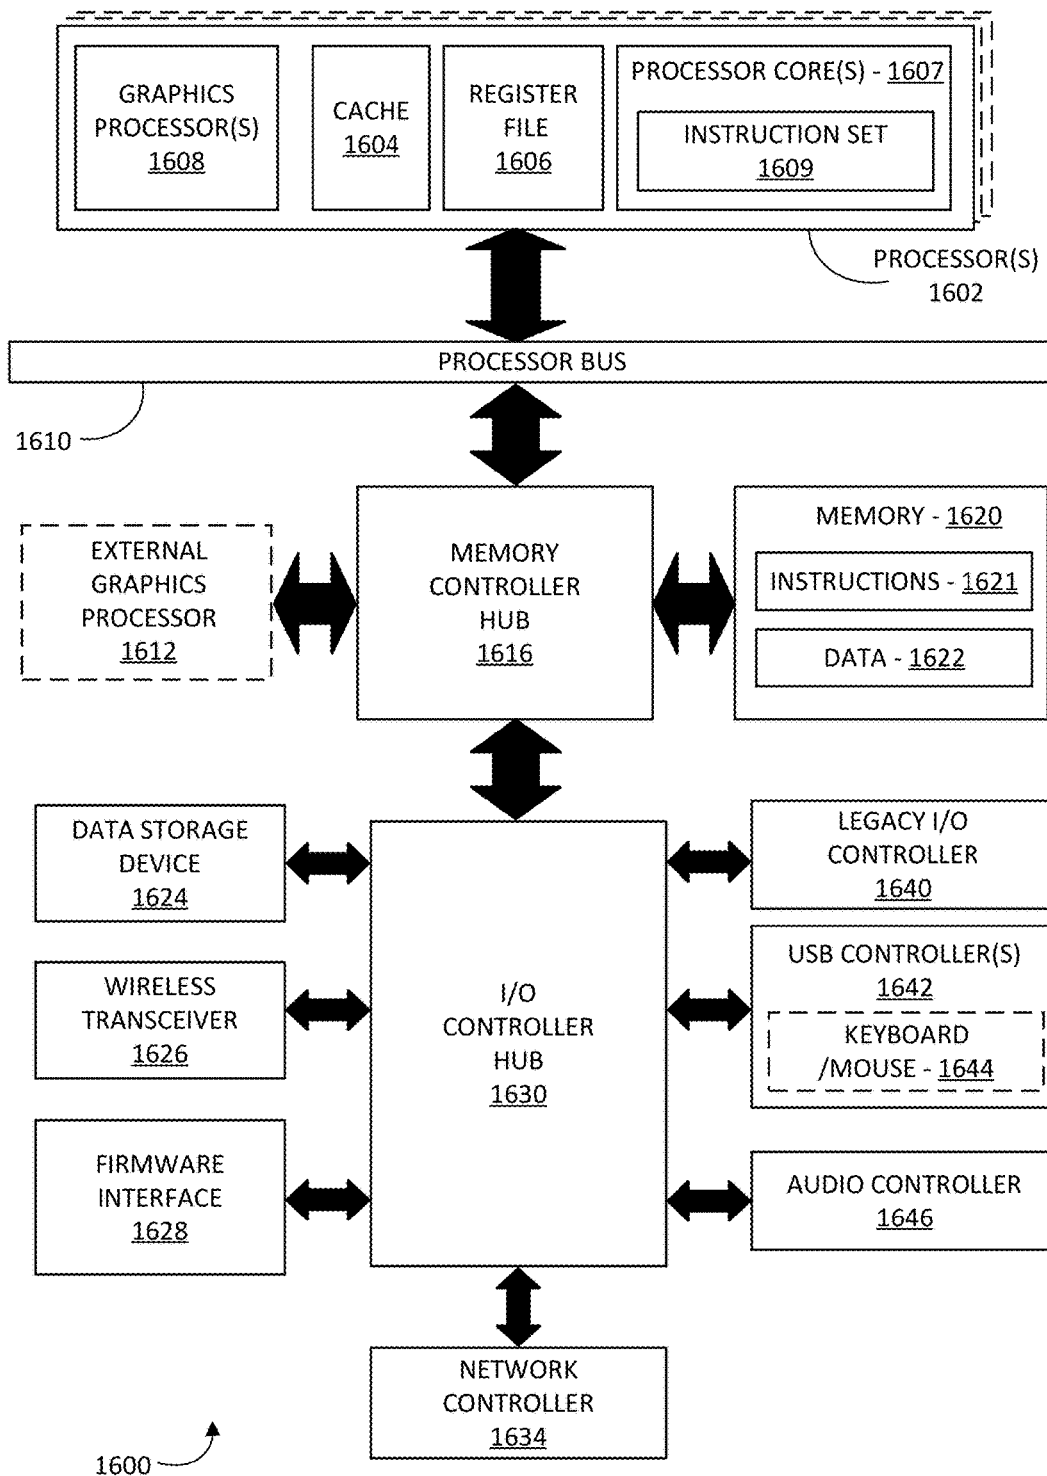 GRAPHICS
PROCESSOR(S)
1608
CACHE
1604
REGISTER
FILE
1606
PROCESSOR CORE(S) - 1607
INSTRUCTION SET
1609
PROCESSOR(S)
1602
PROCESSOR BUS
1610
EXTERNAL
GRAPHICS
PROCESSOR
1612
MEMORY
CONTROLLER
HUB
1616
MEMORY - 1620
INSTRUCTIONS - 1621
DATA - 1622
DATA STORAGE
DEVICE
1624
WIRELESS
TRANSCEIVER
1626
FIRMWARE
INTERFACE
1628
I/O
CONTROLLER
HUB
1630
LEGACY I/O
CONTROLLER
1640
USB CONTROLLER(S)
1642
KEYBOARD
/MOUSE - 1644
AUDIO CONTROLLER
1646
NETWORK
CONTROLLER
1634
1600